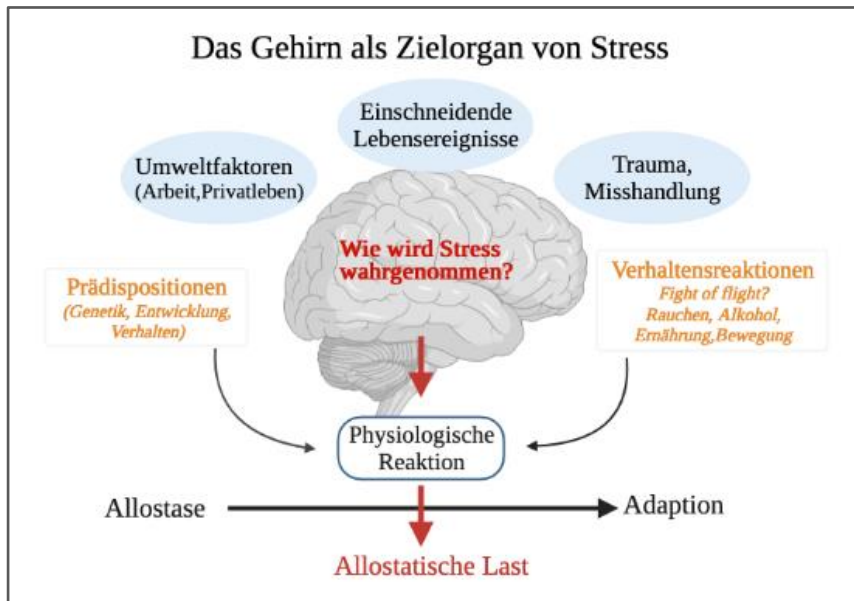 Das Gehirn als Zielorgan von Stress
Einschneidende
Lebensereignisse
Umweltfaktoren
(Arbeit,Privatleben)
Trauma,
Misshandlung
Wie wird Stress
wahrgenommen?
Prädispositionen
(Genetik, Entwicklung,
Verhalten)
Verhaltensreaktionen
Fight of flight?
Rauchen, Alkohol,
Ernährung,Bewegung
Physiologische
Reaktion
Allostase
Adaption
Allostatische Last